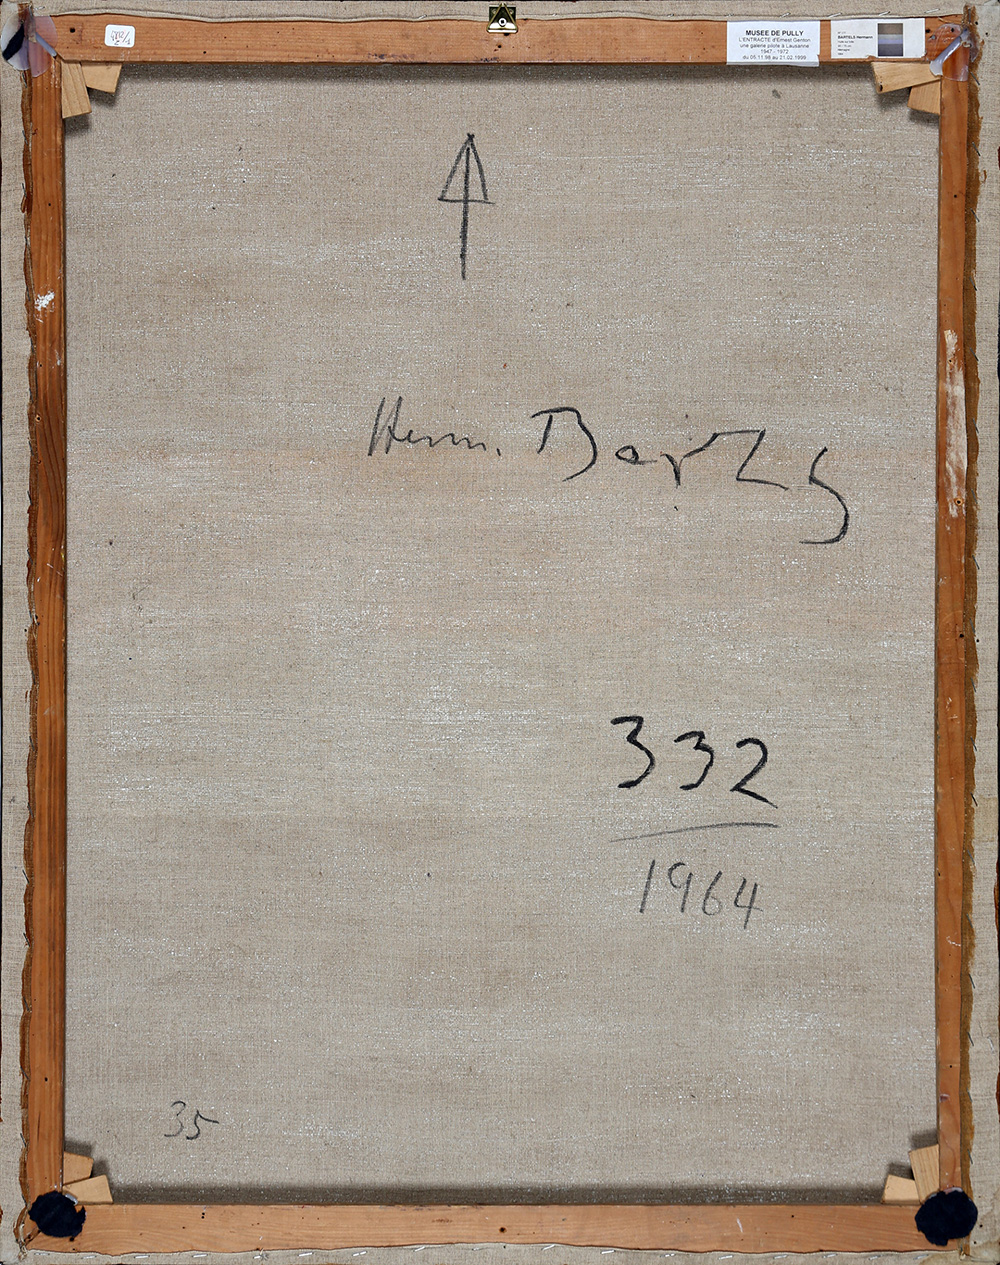 MUSEE DE PULLY
L'ENTRACTE d'Ernest Genton
une galerie pilote à Lausanne
1947 - 1972
du 05.11.98 au 21.02.1999
BARTELS Hermann
Herm. Bartels
332
1964
35